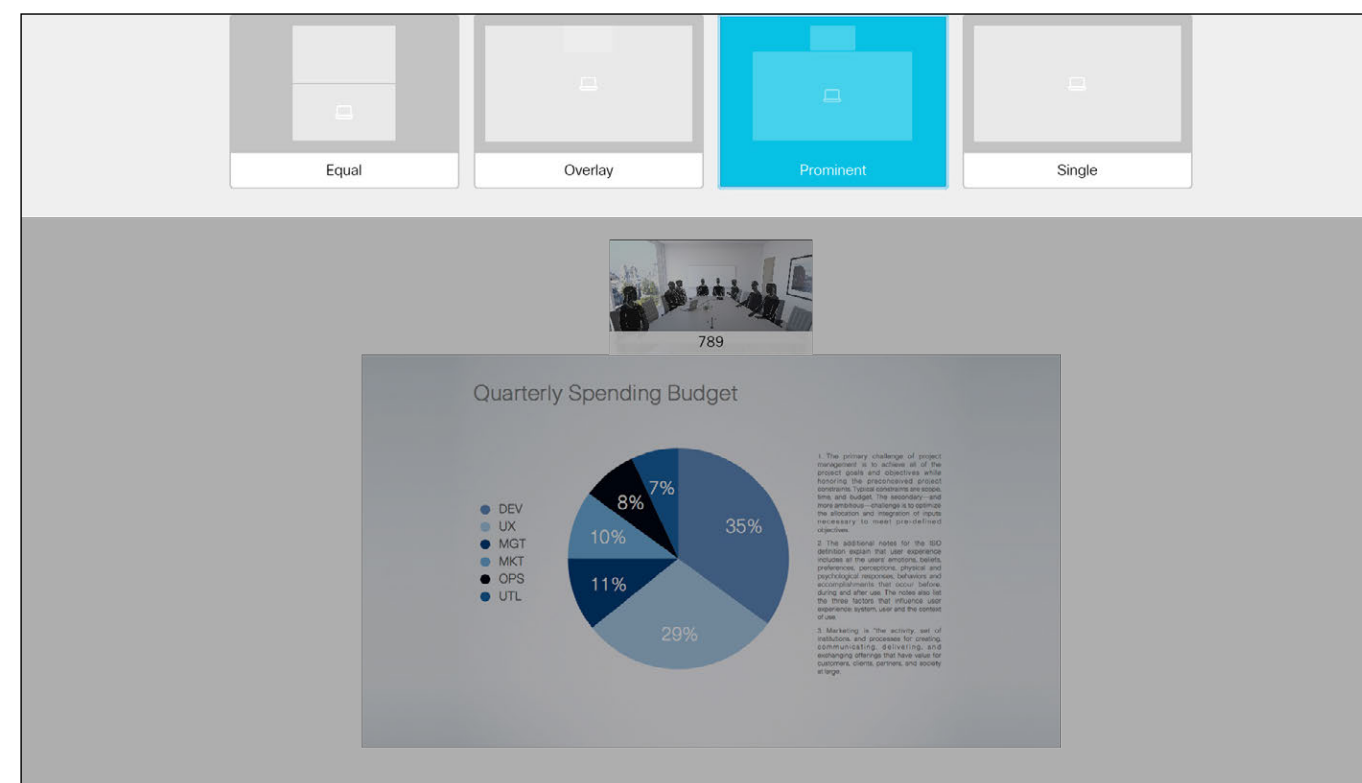 Equal
Overlay
Prominent
Single
789
Quarterly Spending Budget
DEV
UX
MGT
MKT
OPS
UTL
7%
8%
35%
10%
11%
29%
1. The primary challenge of project
management is to achieve all of the
project goals and objectives while
honoring the preconceived project
constraints. Typical constraints are scope,
time, and budget. The secondary—and
more ambitious—challenge is to optimize
the allocation and integration of inputs
necessary to meet pre-defined
objectives.
2. The additional notes for the ISO
definition explain that user experience
includes all the users' emotions, beliefs,
preferences, perceptions, physical and
psychological responses, behaviors and
accomplishments that occur before,
during and after use. The notes also list
the three factors that influence user
experience: system, user and the context
of use.
3. Marketing is "the activity, set of
institutions, and processes for creating,
communicating, delivering, and
exchanging offerings that have value for
customers, clients, partners, and society
at large.